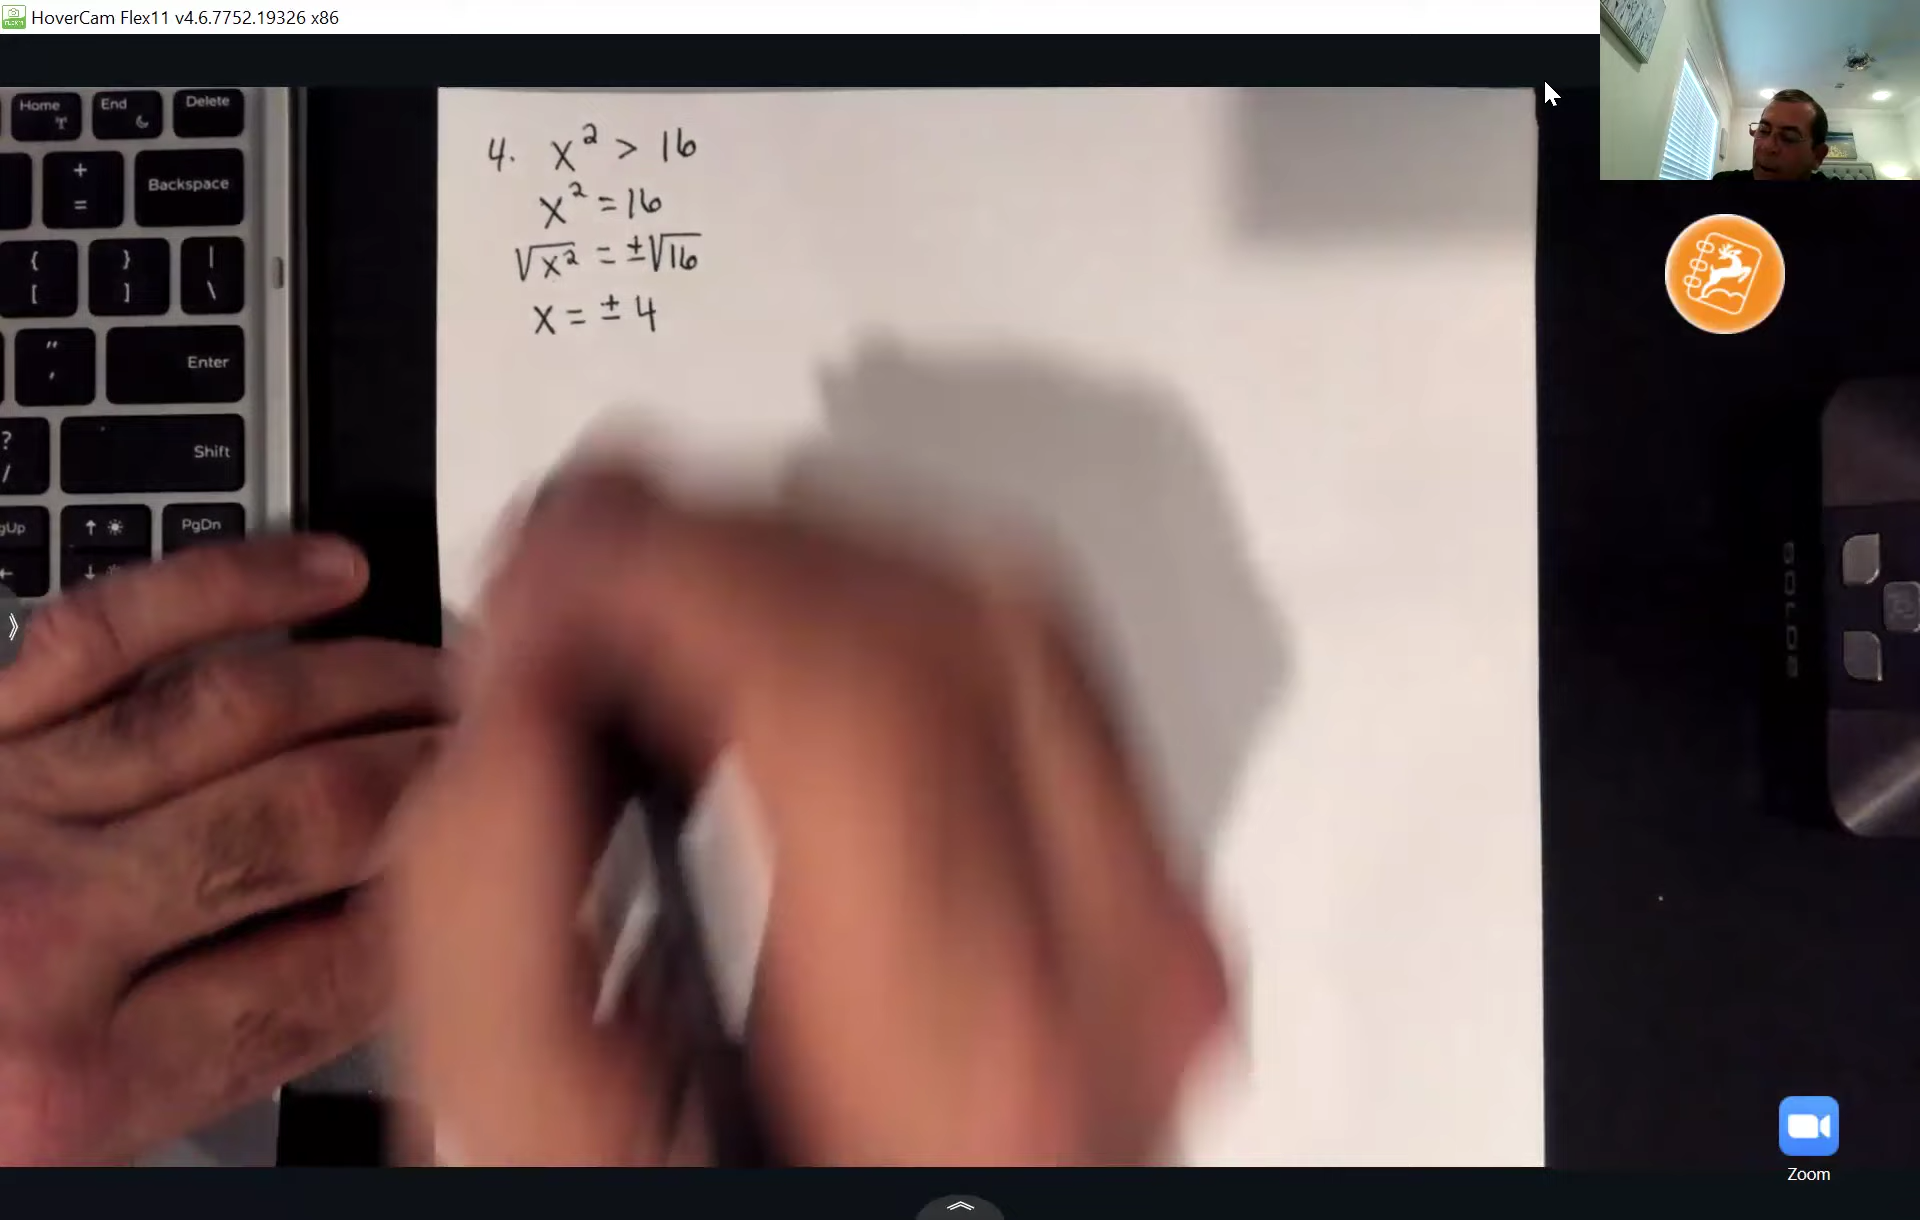 HoverCam Flex11 v4.6.7752.19326 x86
Home End Delete
+ =
Backspace
{ [ } ] | \
" ,
Enter
? /
Shift
PgDn
4. x² > 16
x² = 16
√x² = ±√16
x = ± 4
Zoom